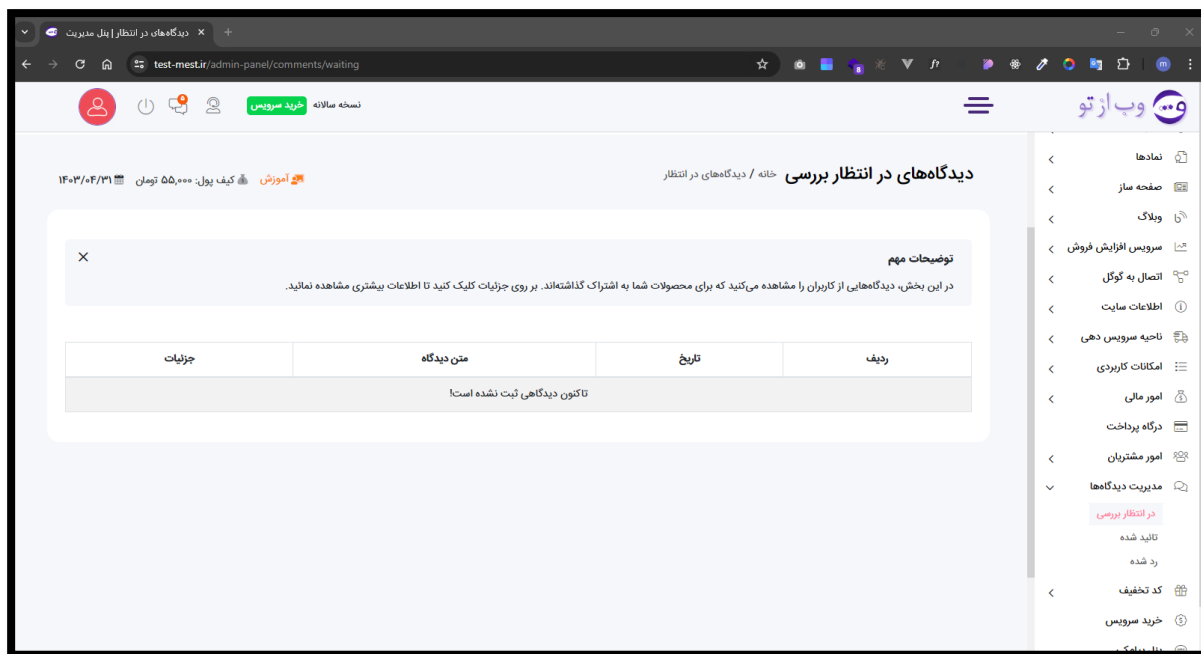 دیدگاه‌های در انتظار | پنل مدیریت
test-mest.ir/admin-panel/comments/waiting
وب از تو
نسخه سالانه خرید سرویس
دیدگاه‌های در انتظار بررسی خانه / دیدگاه‌های در انتظار
آموزش کیف پول: ۵۵,۰۰۰ تومان ۱۴۰۳/۰۴/۳۱
توضیحات مهم
در این بخش، دیدگاه‌هایی از کاربران را مشاهده می‌کنید که برای محصولات شما به اشتراک گذاشته‌اند. بر روی جزئیات کلیک کنید تا اطلاعات بیشتری مشاهده نمائید.
ردیف تاریخ متن دیدگاه جزئیات
تاکنون دیدگاهی ثبت نشده است!
نمادها
صفحه ساز
وبلاگ
سرویس افزایش فروش
اتصال به گوگل
اطلاعات سایت
ناحیه سرویس دهی
امکانات کاربردی
امور مالی
درگاه پرداخت
امور مشتریان
مدیریت دیدگاه‌ها
در انتظار بررسی
تائید شده
رد شده
کد تخفیف
خرید سرویس